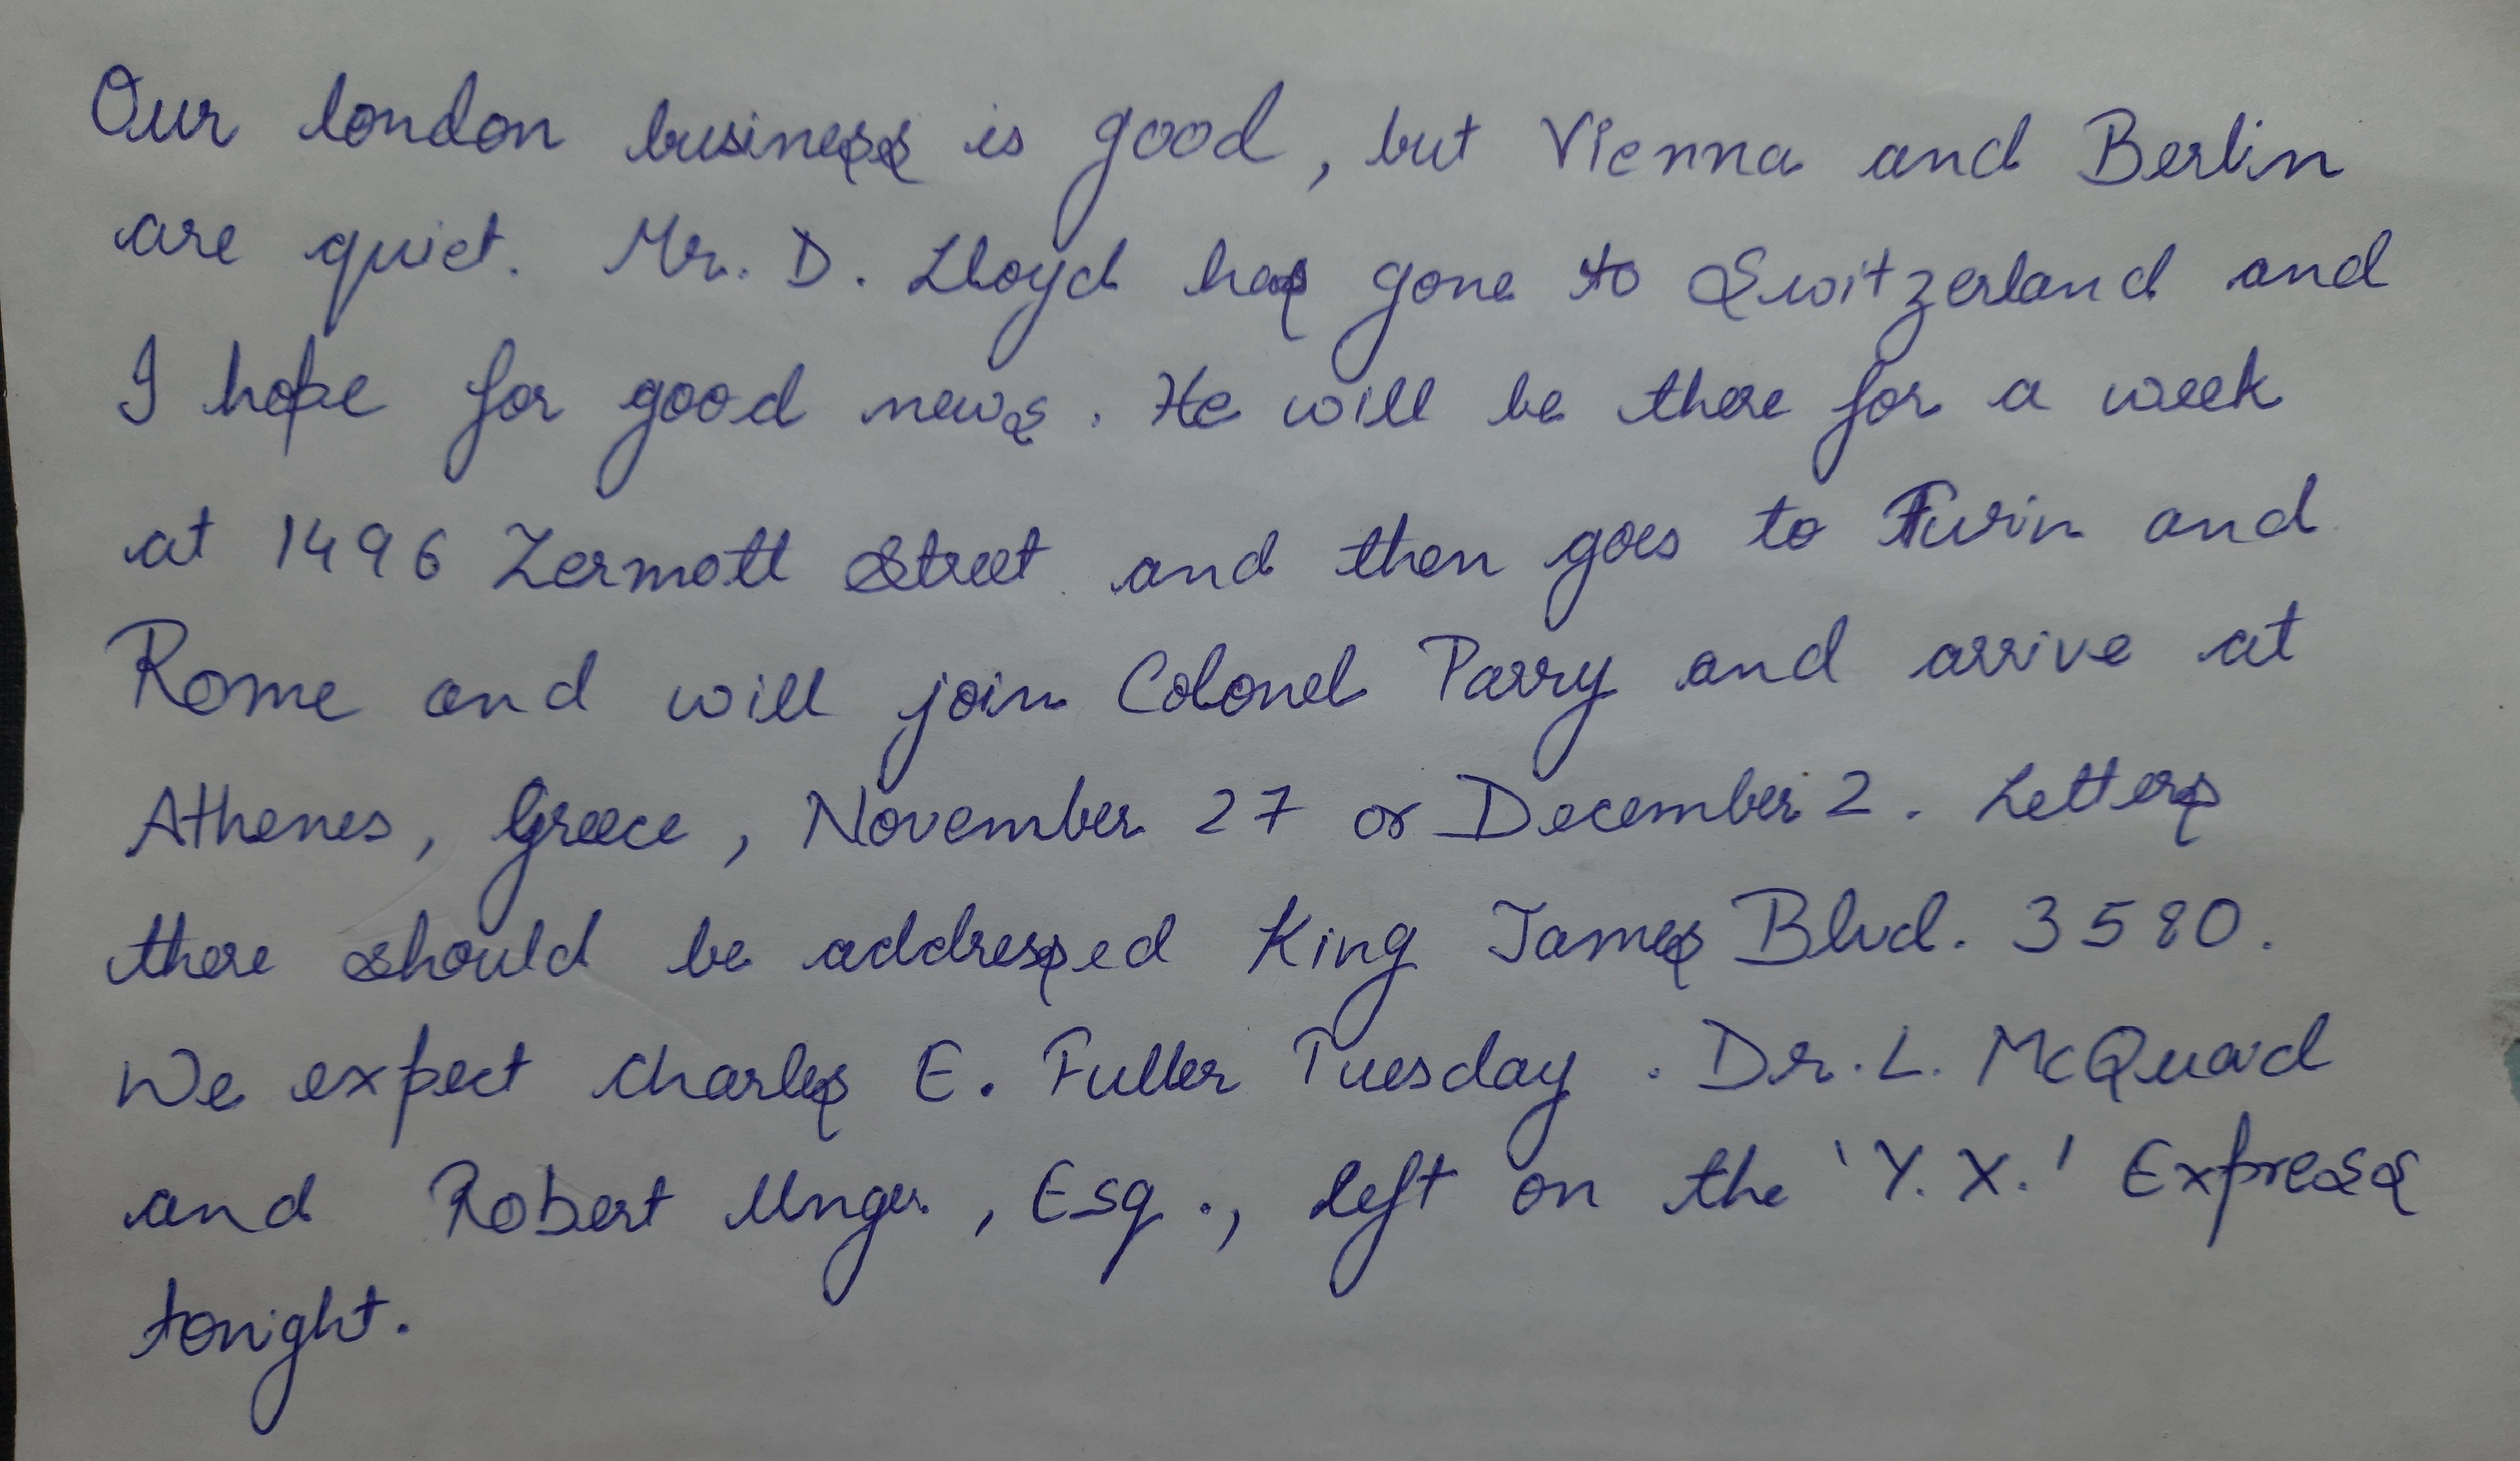 Our london business is good, but Vienna and Berlin
are quiet. Mr. D. Lloyd has gone to Switzerland and
I hope for good news. He will be there for a week
at 1496 Zermott Street and then goes to Turin and
Rome and will join Colonel Parry and arrive at
Athenes, Greece, November 27 or December 2. Letters
there should be addressed King James Blvd. 3580.
We expect Charles E. Fuller Tuesday. Dr. L. McQuaid
and Robert Unger, Esq., left on the 'Y.X.' Express
tonight.